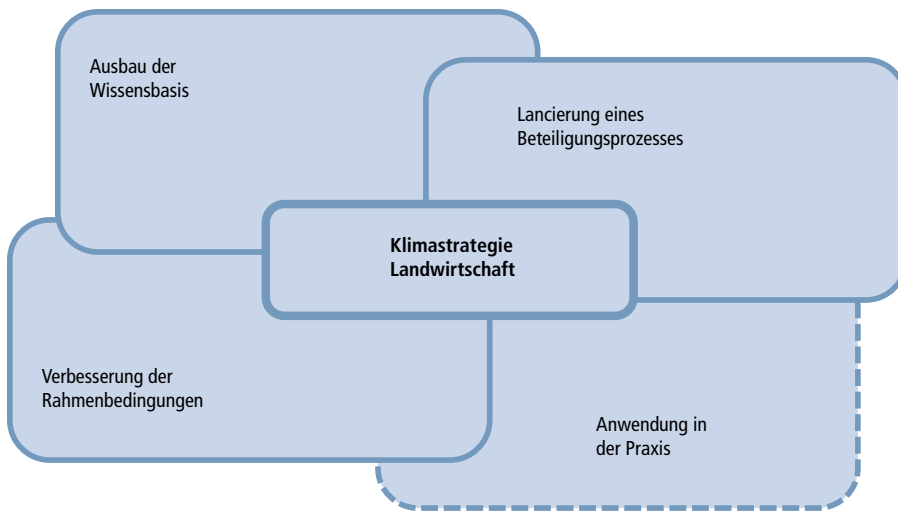 Ausbau der
Wissensbasis
Lancierung eines
Beteiligungsprozesses
Klimastrategie
Landwirtschaft
Verbesserung der
Rahmenbedingungen
Anwendung in
der Praxis